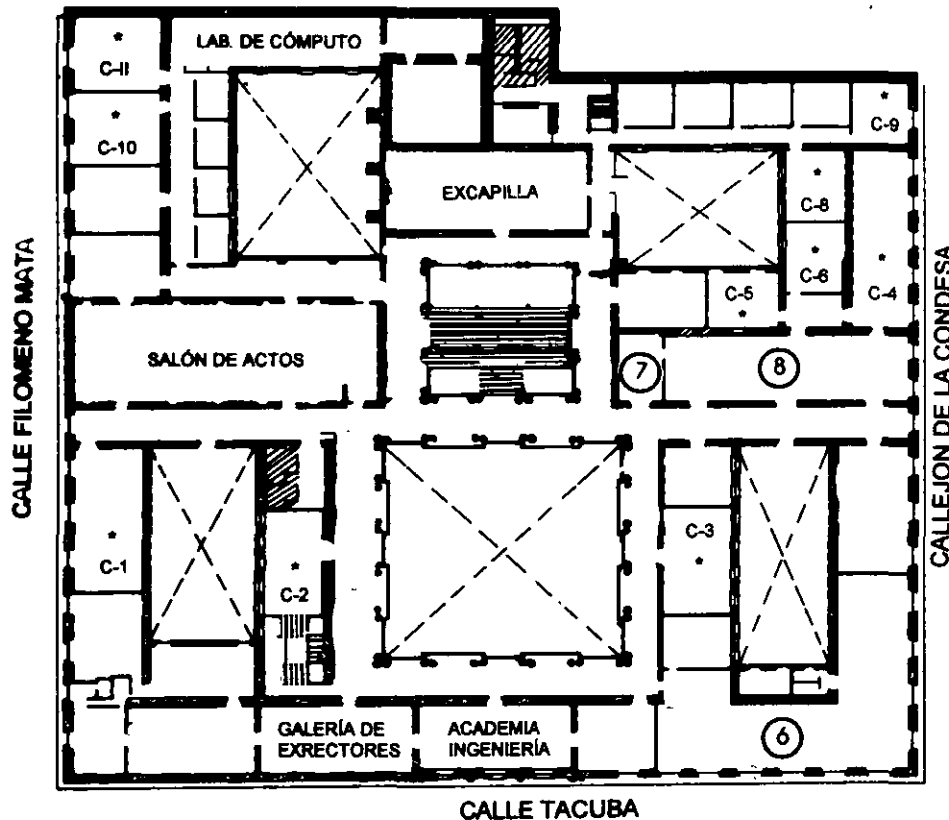 LAB. DE CÓMPUTO
*
C-II
*
C-9
*
C-10
EXCAPILLA
*
C-8
*
C-6
*
C-4
C-5
*
CALLE FILOMENO MATA
CALLEJON DE LA CONDESA
SALÓN DE ACTOS
7
8
*
C-1
*
C-2
C-3
*
GALERÍA DE
EXRECTORES
ACADEMIA
INGENIERÍA
6
CALLE TACUBA